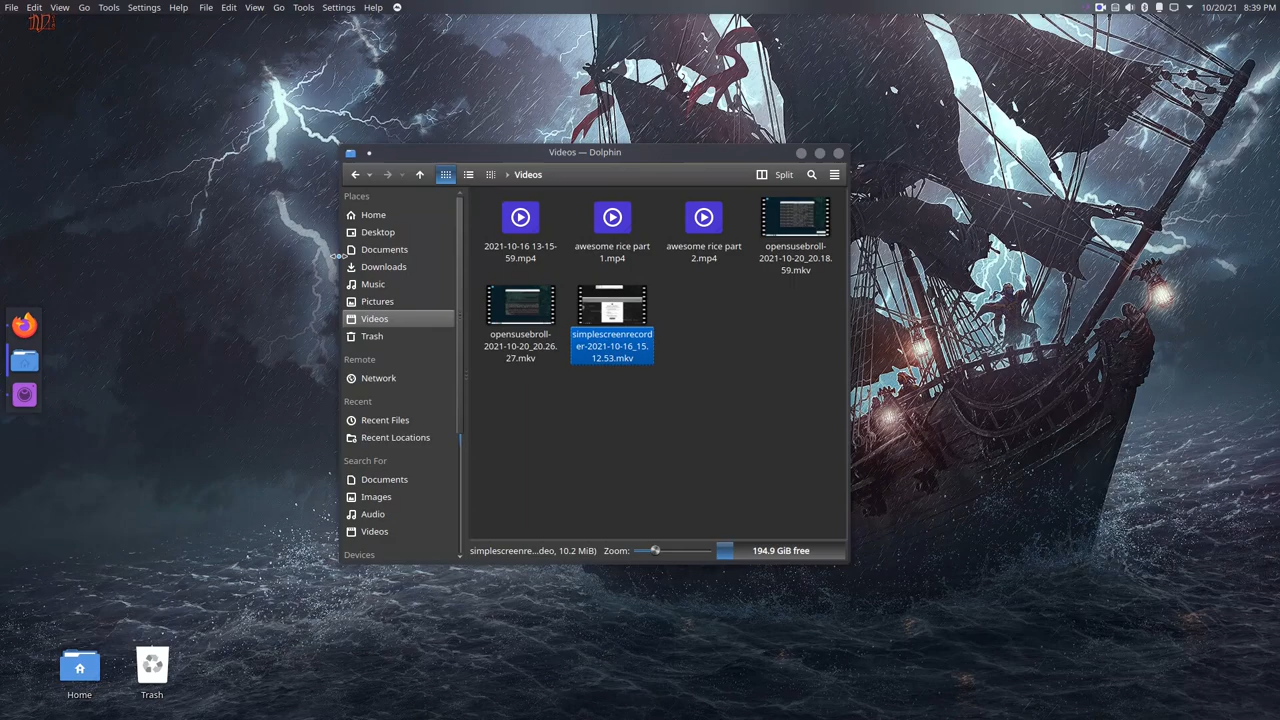 File Edit View Go Tools Settings Help File Edit View Go Tools Settings Help
10/20/21 8:39 PM
Videos — Dolphin
Videos
Split
Places
Home
Desktop
Documents
Downloads
Music
Pictures
Videos
Trash
Remote
Network
Recent
Recent Files
Recent Locations
Search For
Documents
Images
Audio
Videos
Devices
2021-10-16 13-15-
59.mp4
awesome rice part
1.mp4
awesome rice part
2.mp4
opensusebroll-
2021-10-20_20.18.
59.mkv
opensusebroll-
2021-10-20_20.26.
27.mkv
simplescreenrecord
er-2021-10-16_15.
12.53.mkv
simplescreenre...deo, 10.2 MiB)
Zoom:
194.9 GiB free
Home
Trash